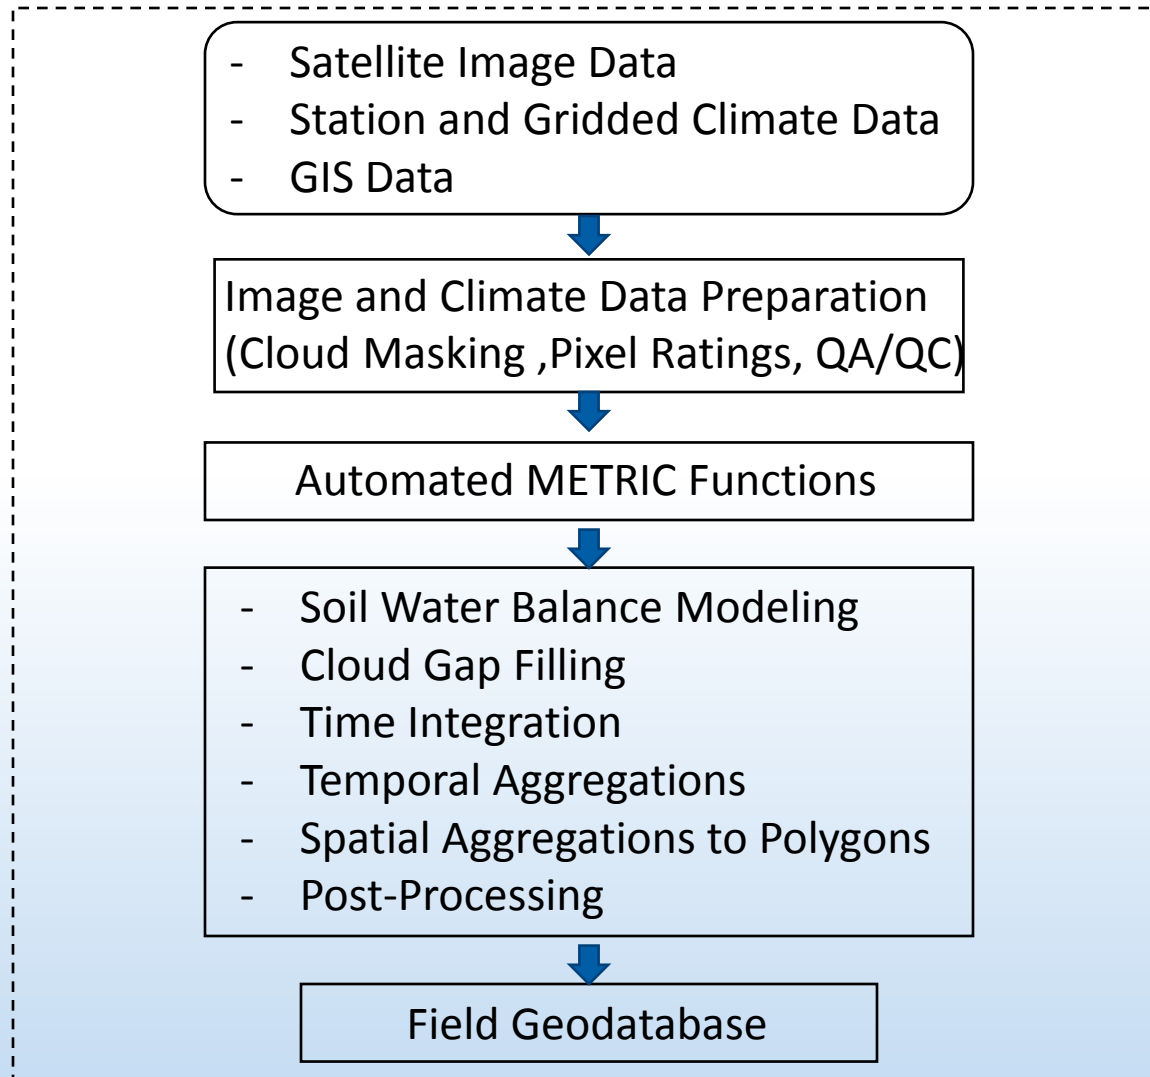 - Satellite Image Data
- Station and Gridded Climate Data
- GIS Data
Image and Climate Data Preparation
(Cloud Masking ,Pixel Ratings, QA/QC)
Automated METRIC Functions
- Soil Water Balance Modeling
- Cloud Gap Filling
- Time Integration
- Temporal Aggregations
- Spatial Aggregations to Polygons
- Post-Processing
Field Geodatabase